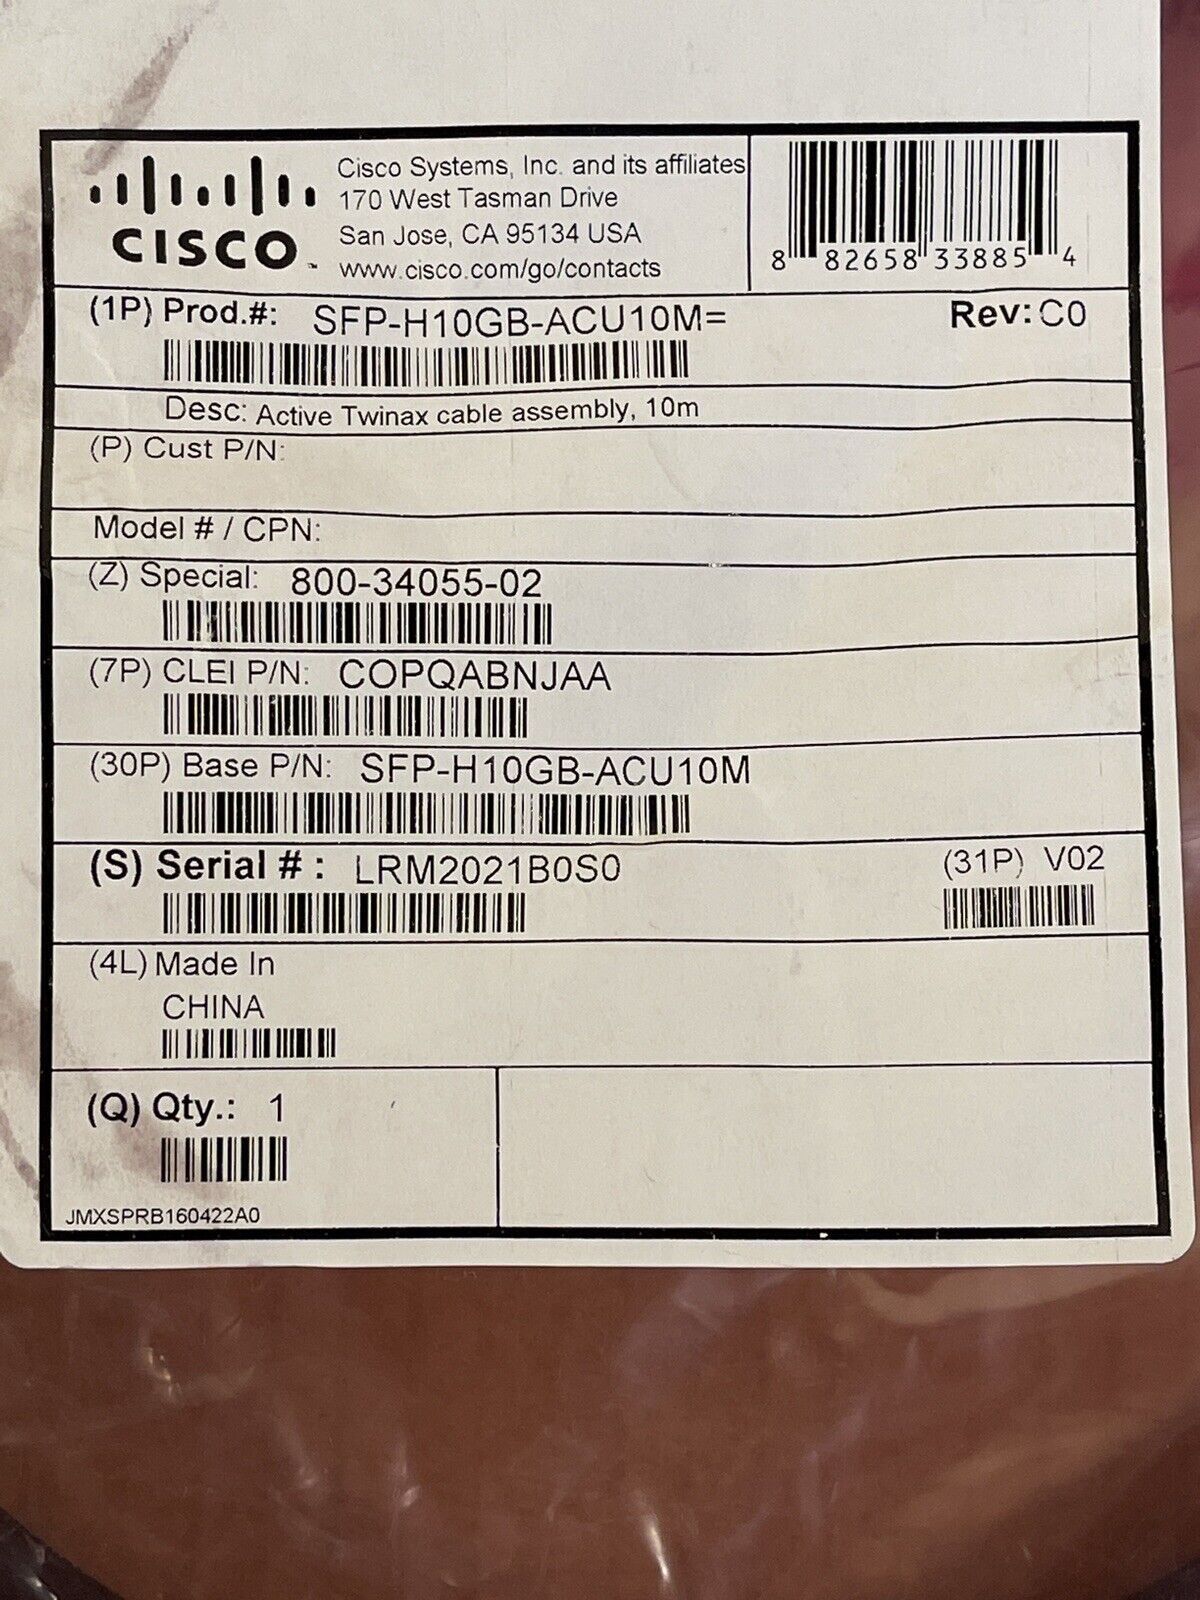 CISCO™
Cisco Systems, Inc. and its affiliates
170 West Tasman Drive
San Jose, CA 95134 USA
www.cisco.com/go/contacts
8 82658 33885 4
(1P) Prod.#: SFP-H10GB-ACU10M= Rev: C0
Desc: Active Twinax cable assembly, 10m
(P) Cust P/N:
Model # / CPN:
(Z) Special: 800-34055-02
(7P) CLEI P/N: COPQABNJAA
(30P) Base P/N: SFP-H10GB-ACU10M
(S) Serial # : LRM2021B0S0 (31P) V02
(4L) Made In
CHINA
(Q) Qty.: 1
JMXSPRB160422A0